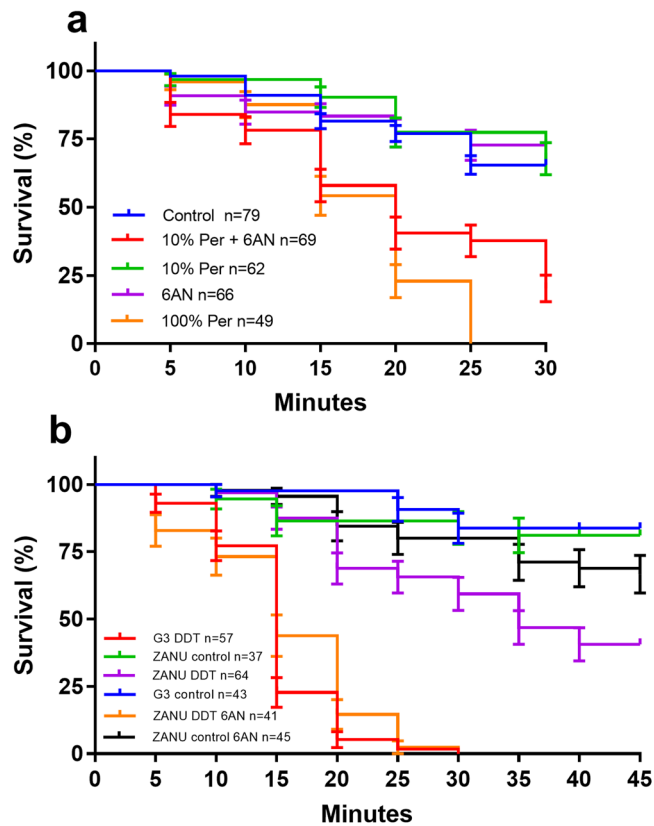 a
Survival (%)
100
75
50
25
0
Control n=79
10% Per + 6AN n=69
10% Per n=62
6AN n=66
100% Per n=49
0 5 10 15 20 25 30
Minutes
b
Survival (%)
100
75
50
25
0
G3 DDT n=57
ZANU control n=37
ZANU DDT n=64
G3 control n=43
ZANU DDT 6AN n=41
ZANU control 6AN n=45
0 5 10 15 20 25 30 35 40 45
Minutes